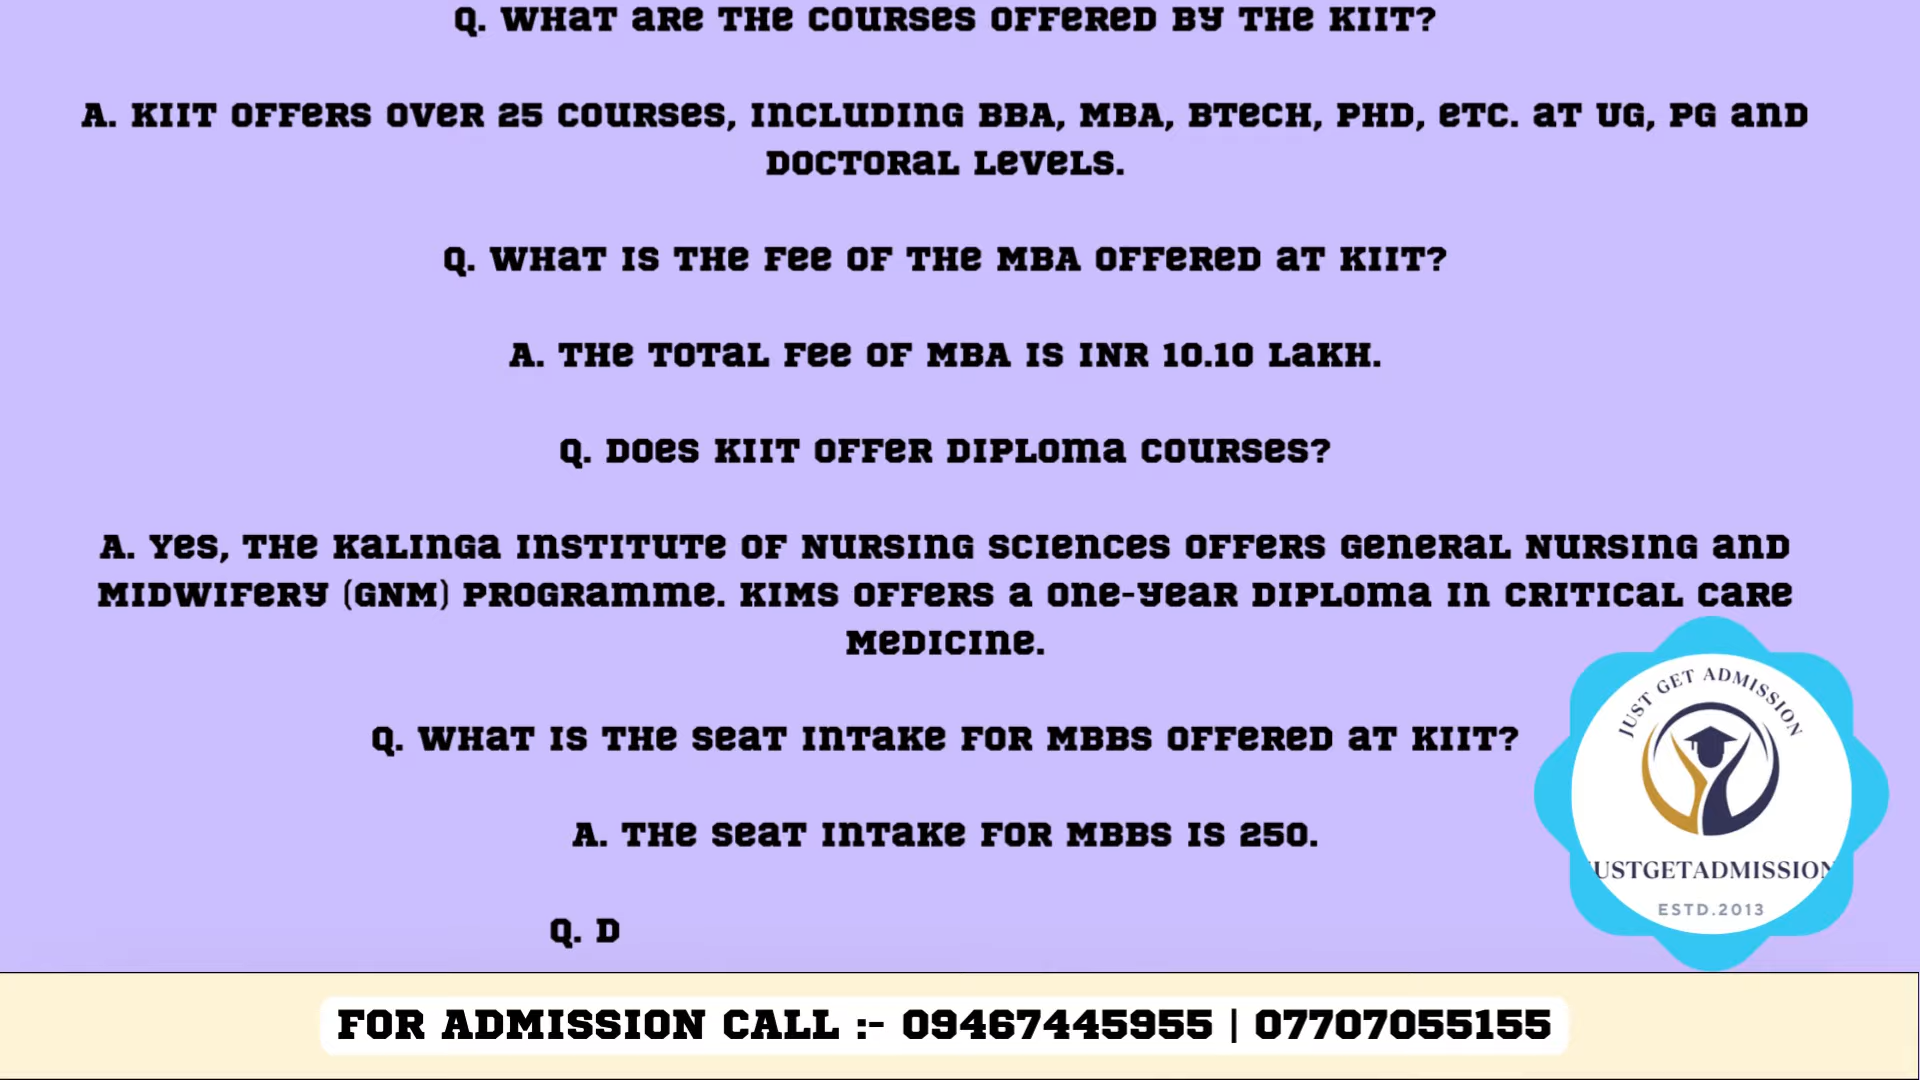 Q. What are the courses offered by the KIIT?
A. KIIT offers over 25 courses, including BBA, MBA, BTech, PhD, etc. at UG, PG and
doctoral levels.
Q. What is the fee of the MBA offered at KIIT?
A. The total fee of MBA is INR 10.10 lakh.
Q. Does KIIT offer diploma courses?
A. Yes, the Kalinga Institute of Nursing Sciences offers General Nursing and
Midwifery (GNM) programme. KIMS offers a one-year diploma in Critical Care
Medicine.
Q. What is the seat intake for MBBS offered at KIIT?
A. The seat intake for MBBS is 250.
Q. D
JUST GET ADMISSION
JUSTGETADMISSION
ESTD.2013
FOR ADMISSION CALL :- 09467445955 | 07707055155